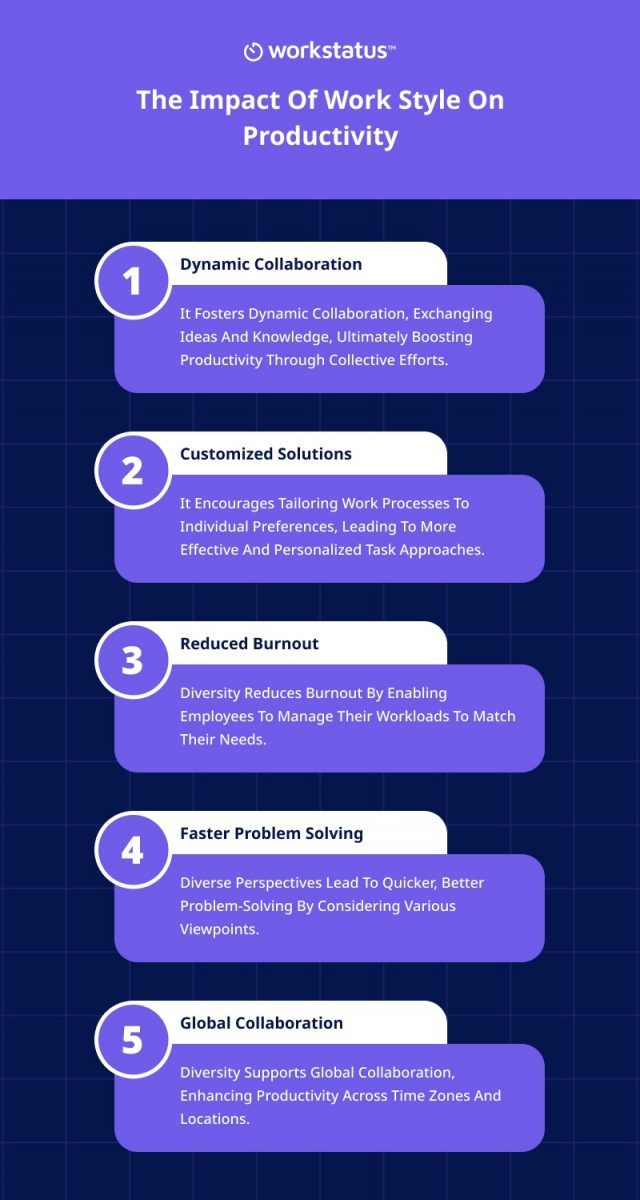 workstatus™
The Impact Of Work Style On
Productivity
1
Dynamic Collaboration
It Fosters Dynamic Collaboration, Exchanging
Ideas And Knowledge, Ultimately Boosting
Productivity Through Collective Efforts.
2
Customized Solutions
It Encourages Tailoring Work Processes To
Individual Preferences, Leading To More
Effective And Personalized Task Approaches.
3
Reduced Burnout
Diversity Reduces Burnout By Enabling
Employees To Manage Their Workloads To Match
Their Needs.
4
Faster Problem Solving
Diverse Perspectives Lead To Quicker, Better
Problem-Solving By Considering Various
Viewpoints.
5
Global Collaboration
Diversity Supports Global Collaboration,
Enhancing Productivity Across Time Zones And
Locations.